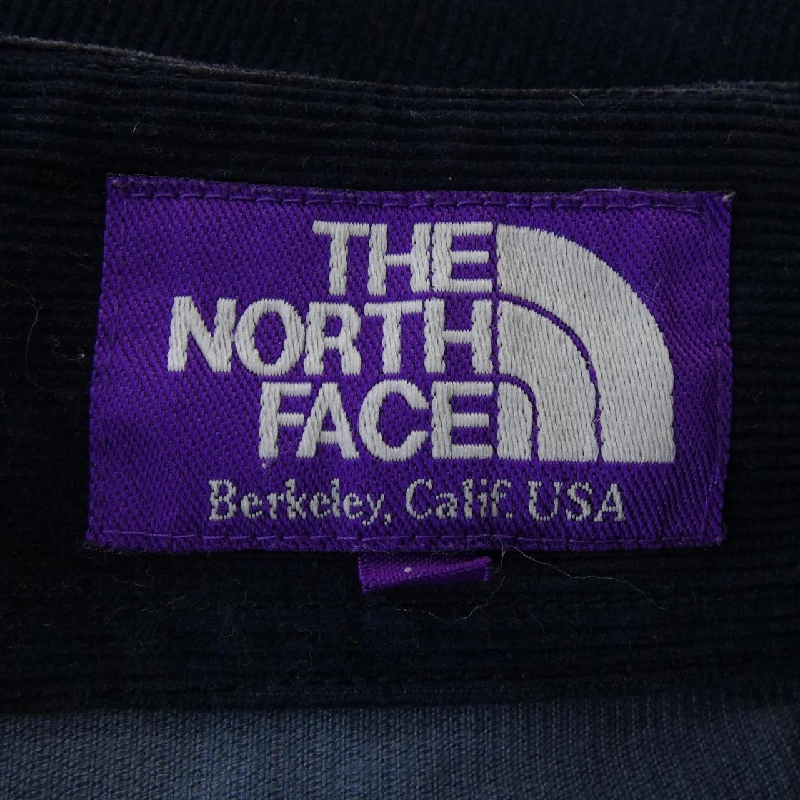 THE
NORTH
FACE
Berkeley, Calif. USA